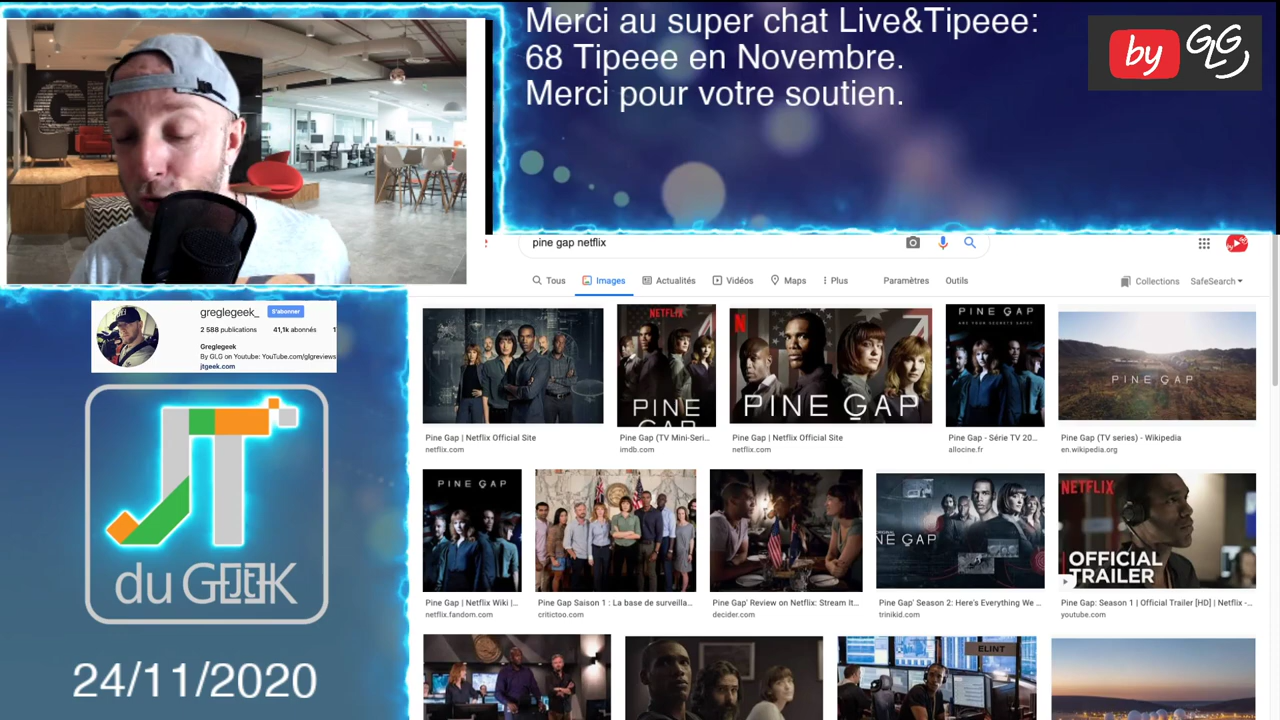 Merci au super chat Live&Tipeee:
68 Tipeee en Novembre.
Merci pour votre soutien.
by GLG
pine gap netflix
Tous Images Actualités Vidéos Maps Plus Paramètres Outils Collections SafeSearch
greglegeek_ S'abonner
2 588 publications 41,1k abonnés 1
Greglegeek
By GLG on Youtube: YouTube.com/glgreviews
jtgeek.com
JT
du GEEK
24/11/2020
NETFLIX
PINE GAP
N
PINE GAP
PINE GAP
PINE GAP
Pine Gap | Netflix Official Site
netflix.com
Pine Gap (TV Mini-Seri...
imdb.com
Pine Gap | Netflix Official Site
netflix.com
Pine Gap - Série TV 20...
allocine.fr
Pine Gap (TV series) - Wikipedia
en.wikipedia.org
PINE GAP
NE GAP
NETFLIX
OFFICIAL
TRAILER
Pine Gap | Netflix Wiki |...
netflix.fandom.com
Pine Gap Saison 1 : La base de surveilla...
critictoo.com
Pine Gap' Review on Netflix: Stream It...
decider.com
Pine Gap' Season 2: Here's Everything We ...
trinikid.com
Pine Gap: Season 1 | Official Trailer [HD] | Netflix -...
youtube.com
ELINT